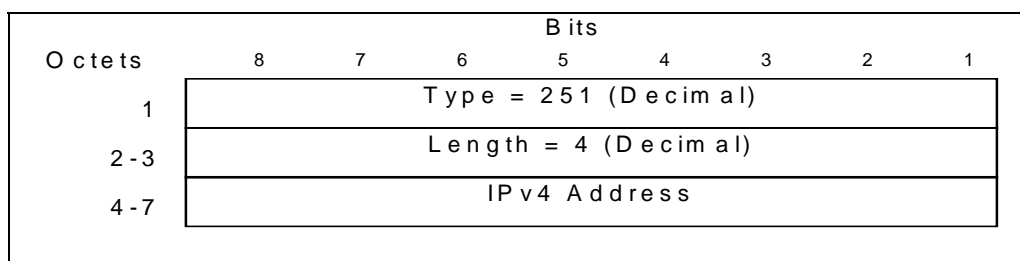 Bits
Octets 8 7 6 5 4 3 2 1
1 Type = 251 (Decimal)
2-3 Length = 4 (Decimal)
4-7 IPv4 Address